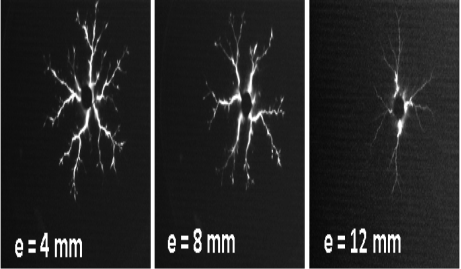 e = 4 mm
e = 8 mm
e = 12 mm